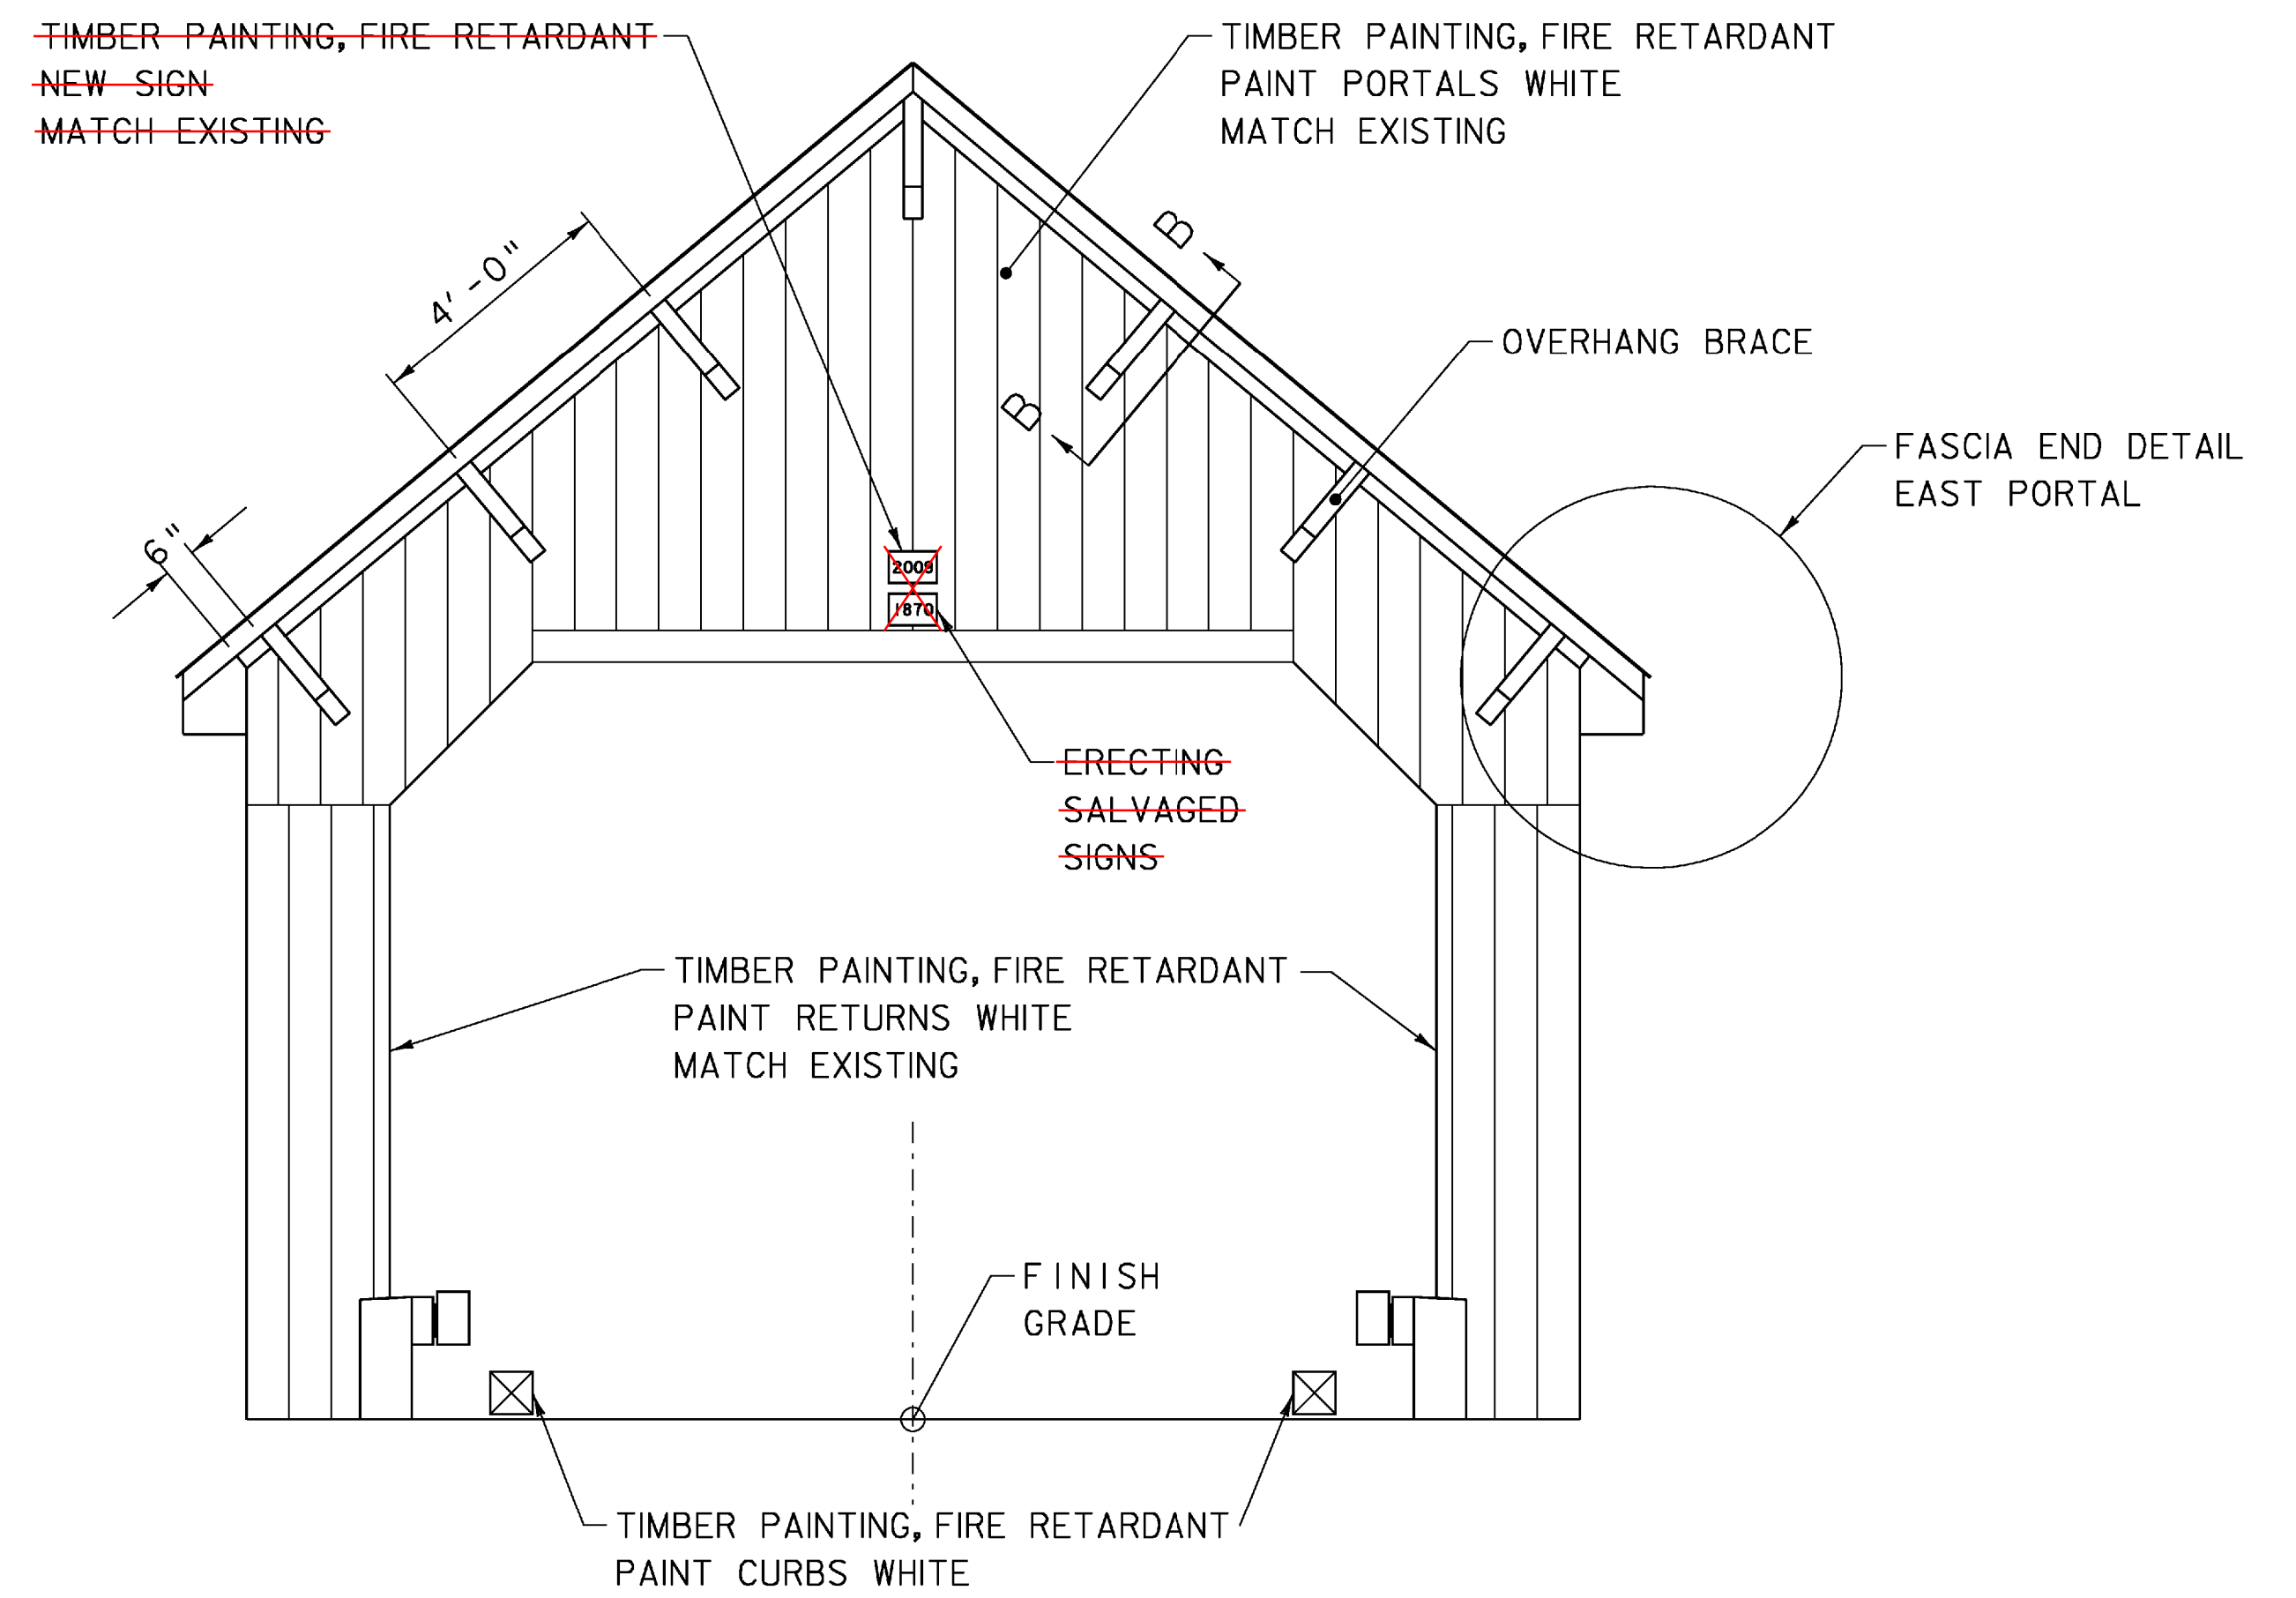 TIMBER PAINTING, FIRE RETARDANT
NEW SIGN
MATCH EXISTING
TIMBER PAINTING, FIRE RETARDANT
PAINT PORTALS WHITE
MATCH EXISTING
B
4'-0"
B
OVERHANG BRACE
FASCIA END DETAIL
EAST PORTAL
6"
2009
1870
ERECTING
SALVAGED
SIGNS
TIMBER PAINTING, FIRE RETARDANT
PAINT RETURNS WHITE
MATCH EXISTING
FINISH
GRADE
TIMBER PAINTING, FIRE RETARDANT
PAINT CURBS WHITE